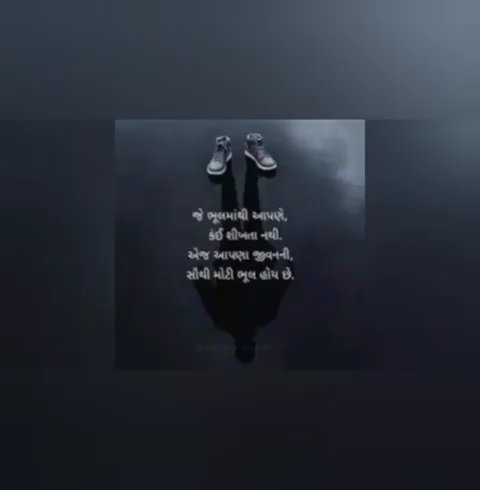 જે ભૂલમાંથી આપણે,
કંઈ શીખતા નથી.
એજ આપણા જીવનની,
સૌથી મોટી ભૂલ હોય છે.